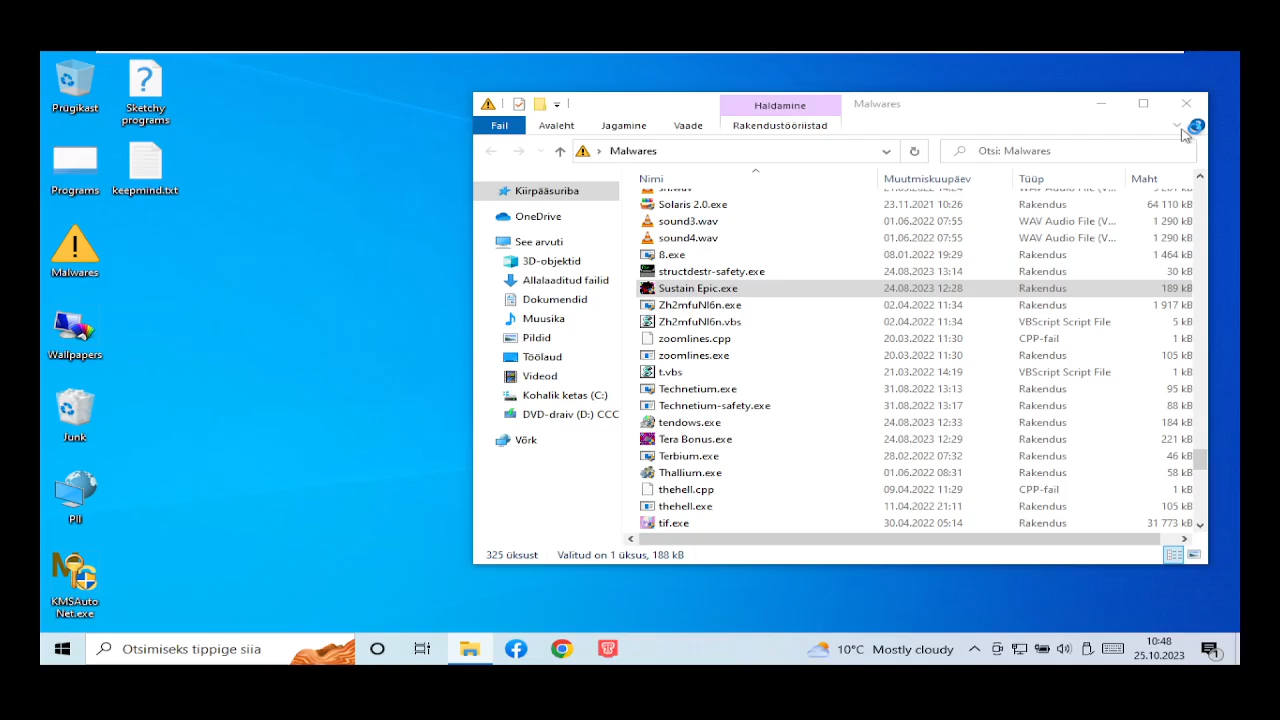 Prügikast
Sketchy
programs
Programs
keepmind.txt
Malwares
Wallpapers
Junk
Pll
KMSAuto
Net.exe
Haldamine
Malwares
Fail
Avaleht
Jagamine
Vaade
Rakendustööriistad
Malwares
Otsi: Malwares
Kiirpääsuriba
OneDrive
See arvuti
3D-objektid
Allalaaditud failid
Dokumendid
Muusika
Pildid
Töölaud
Videod
Kohalik ketas (C:)
DVD-draiv (D:) CCC
Võrk
Nimi Muutmiskuupäev Tüüp Maht
Solaris 2.0.exe 23.11.2021 10:26 Rakendus 64 110 kB
sound3.wav 01.06.2022 07:55 WAV Audio File (V... 1 290 kB
sound4.wav 01.06.2022 07:55 WAV Audio File (V... 1 290 kB
ß.exe 08.01.2022 19:29 Rakendus 1 464 kB
structdestr-safety.exe 24.08.2023 13:14 Rakendus 30 kB
Sustain Epic.exe 24.08.2023 12:28 Rakendus 189 kB
Zh2mfuNl6n.exe 02.04.2022 11:34 Rakendus 1 917 kB
Zh2mfuNl6n.vbs 02.04.2022 11:34 VBScript Script File 5 kB
zoomlines.cpp 20.03.2022 11:30 CPP-fail 1 kB
zoomlines.exe 20.03.2022 11:30 Rakendus 105 kB
t.vbs 21.03.2022 14:19 VBScript Script File 1 kB
Technetium.exe 31.08.2022 13:13 Rakendus 95 kB
Technetium-safety.exe 31.08.2022 13:17 Rakendus 88 kB
tendows.exe 24.08.2023 12:33 Rakendus 184 kB
Tera Bonus.exe 24.08.2023 12:29 Rakendus 221 kB
Terbium.exe 28.02.2022 07:32 Rakendus 46 kB
Thallium.exe 01.06.2022 08:31 Rakendus 58 kB
thehell.cpp 09.04.2022 11:29 CPP-fail 1 kB
thehell.exe 11.04.2022 21:11 Rakendus 105 kB
tif.exe 30.04.2022 05:14 Rakendus 31 773 kB
325 üksust Valitud on 1 üksus, 188 kB
Otsimiseks tippige siia
10°C Mostly cloudy
10:48
25.10.2023
1